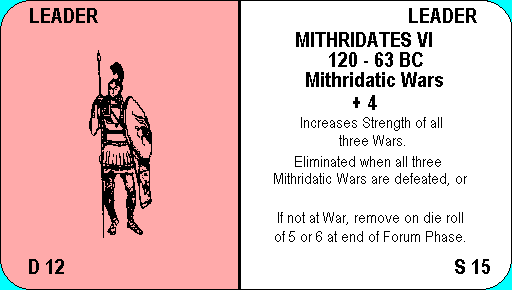 LEADER
D 12
LEADER
MITHRIDATES VI
120 - 63 BC
Mithridatic Wars
+ 4
Increases Strength of all
three Wars.
Eliminated when all three
Mithridatic Wars are defeated, or
If not at War, remove on die roll
of 5 or 6 at end of Forum Phase.
S 15